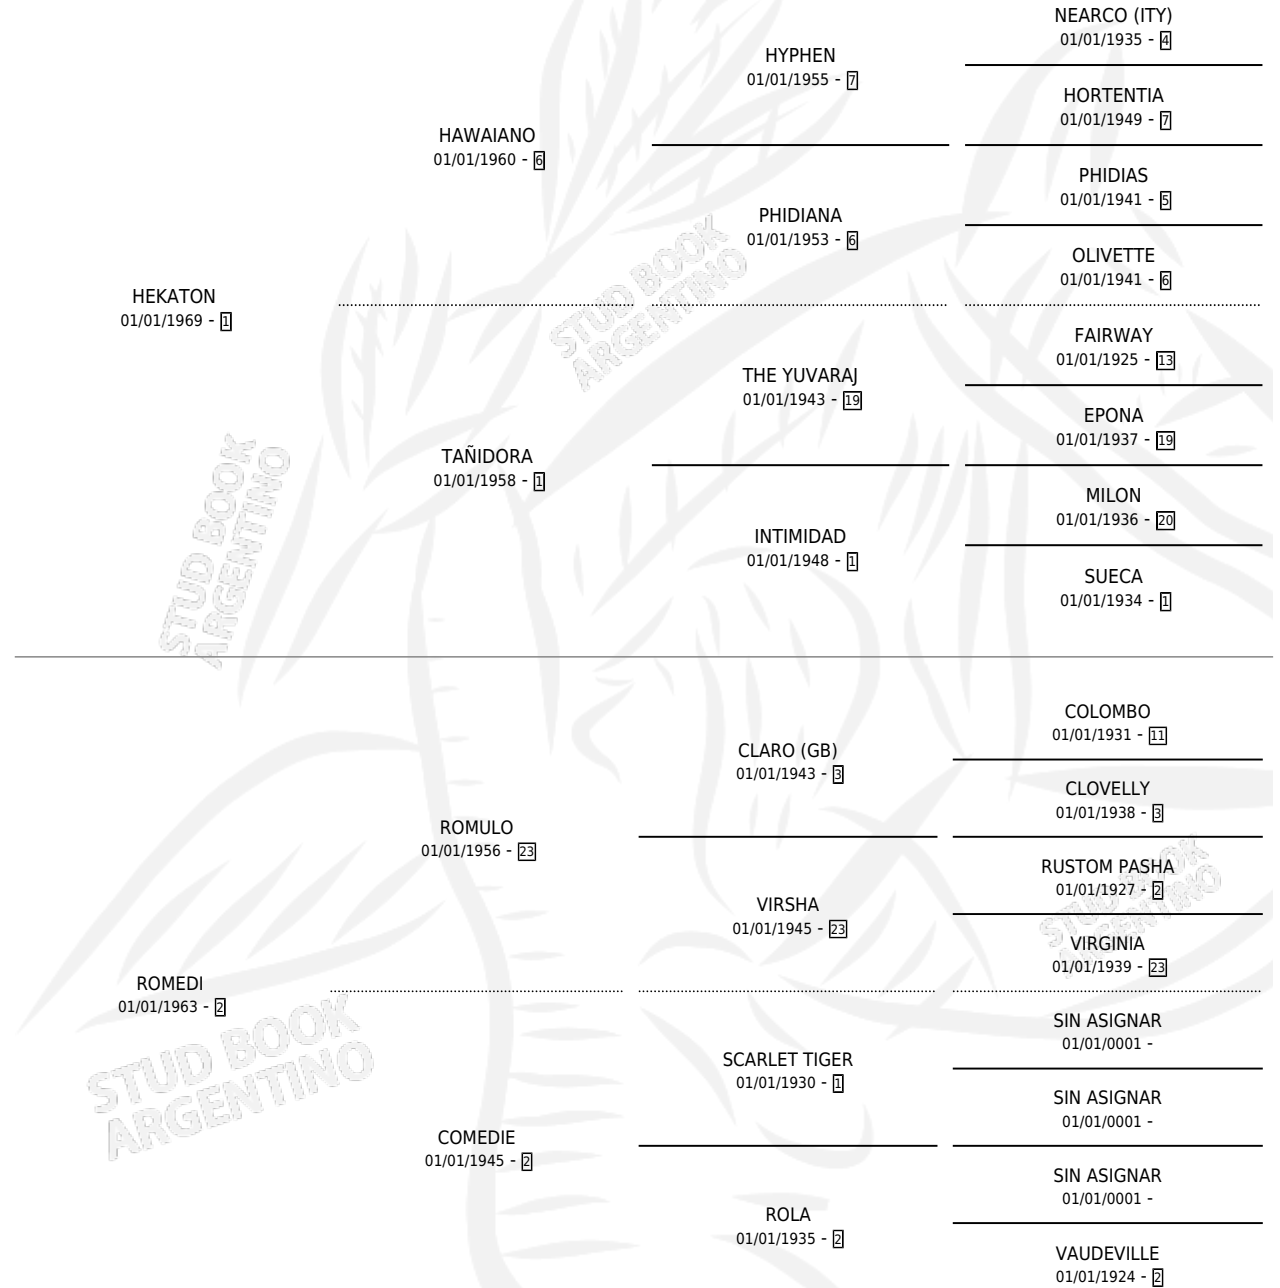 NEARCO (ITY)
01/01/1935 - 4
HYPHEN
01/01/1955 - 7
HORTENTIA
01/01/1949 - 7
HAWAIANO
01/01/1960 - 6
PHIDIAS
01/01/1941 - 5
PHIDIANA
01/01/1953 - 6
OLIVETTE
01/01/1941 - 6
HEKATON
01/01/1969 - 1
FAIRWAY
01/01/1925 - 13
THE YUVARAJ
01/01/1943 - 19
EPONA
01/01/1937 - 19
TAÑIDORA
01/01/1958 - 1
MILON
01/01/1936 - 20
INTIMIDAD
01/01/1948 - 1
SUECA
01/01/1934 - 1
COLOMBO
01/01/1931 - 11
CLARO (GB)
01/01/1943 - 3
CLOVELLY
01/01/1938 - 3
ROMULO
01/01/1956 - 23
RUSTOM PASHA
01/01/1927 - 2
VIRSHA
01/01/1945 - 23
VIRGINIA
01/01/1939 - 23
ROMEDI
01/01/1963 - 2
SIN ASIGNAR
01/01/0001 -
SCARLET TIGER
01/01/1930 - 1
SIN ASIGNAR
01/01/0001 -
COMEDIE
01/01/1945 - 2
SIN ASIGNAR
01/01/0001 -
ROLA
01/01/1935 - 2
VAUDEVILLE
01/01/1924 - 2
STUD BOOK
ARGENTINO
STUD BOOK
ARGENTINO
STUD BOOK
ARGENTINO
STUD BOOK
ARGENTINO